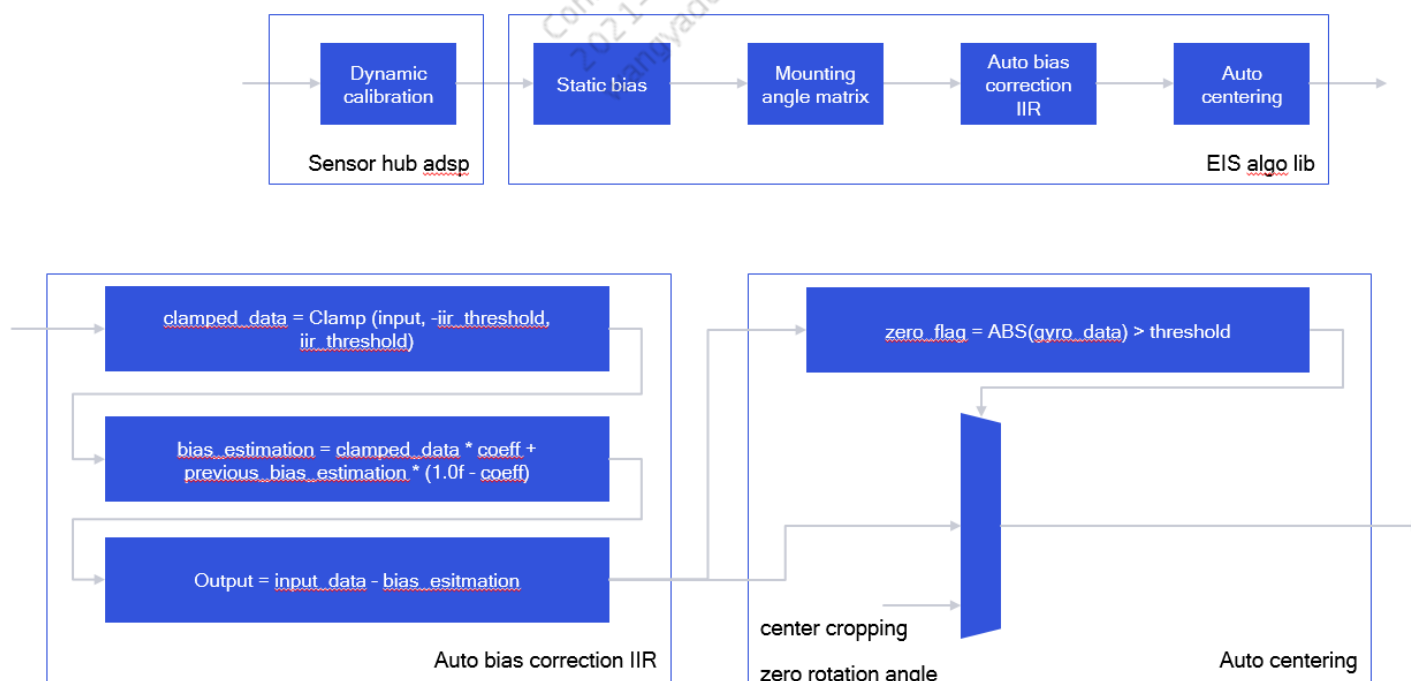 Dynamic
calibration
Static bias
Mounting
angle matrix
Auto bias
correction
IIR
Auto
centering
Sensor hub adsp
EIS algo lib
clamped_data = Clamp (input, -iir_threshold,
iir_threshold)
bias_estimation = clamped_data * coeff +
previous_bias_estimation * (1.0f - coeff)
Output = input_data - bias_esitmation
Auto bias correction IIR
zero_flag = ABS(gyro_data) > threshold
center cropping
zero rotation angle
Auto centering